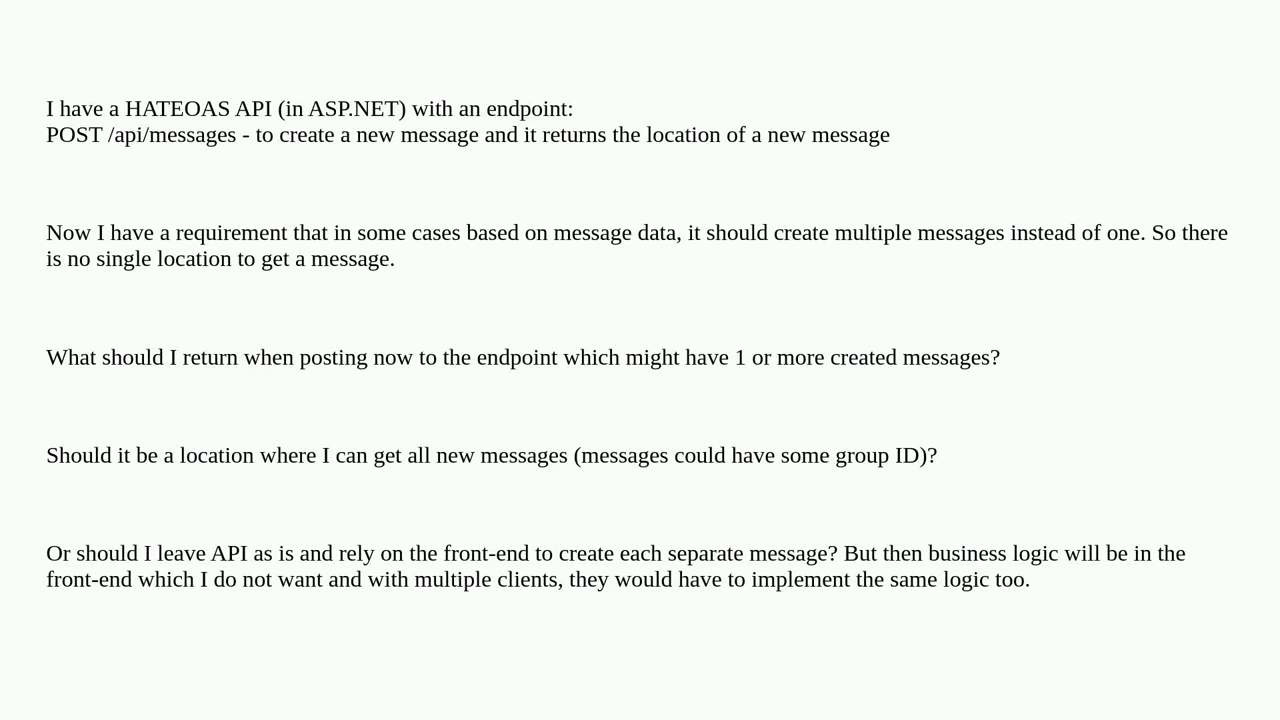 I have a HATEOAS API (in ASP.NET) with an endpoint:
POST /api/messages - to create a new message and it returns the location of a new message
Now I have a requirement that in some cases based on message data, it should create multiple messages instead of one. So there
is no single location to get a message.
What should I return when posting now to the endpoint which might have 1 or more created messages?
Should it be a location where I can get all new messages (messages could have some group ID)?
Or should I leave API as is and rely on the front-end to create each separate message? But then business logic will be in the
front-end which I do not want and with multiple clients, they would have to implement the same logic too.